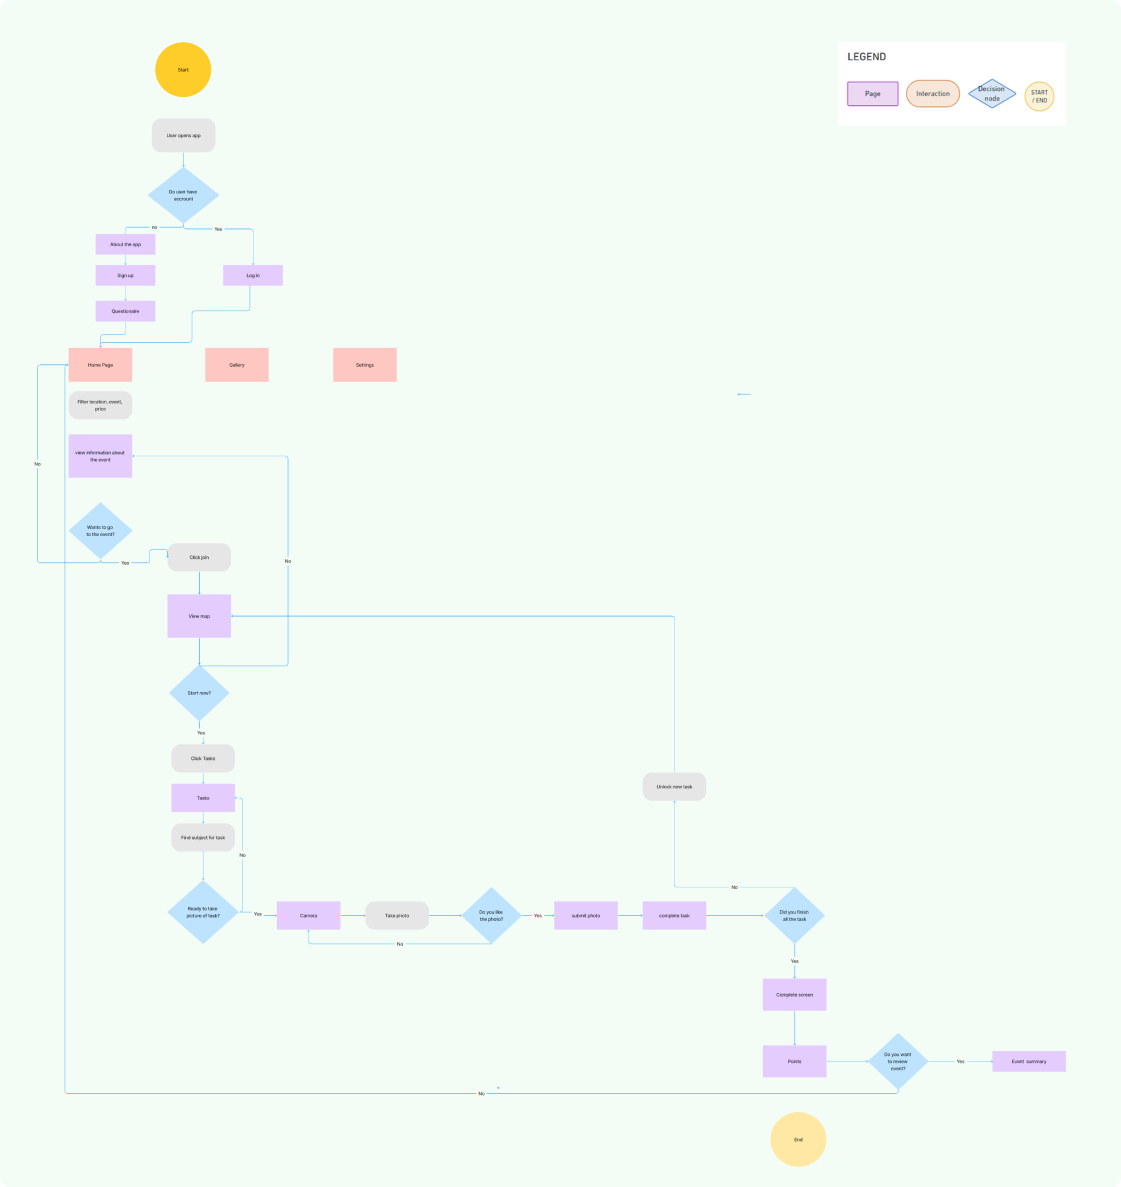 Start
LEGEND
Page
Interaction
Decision
node
START
/ END
User opens app
Do user have
account
no
Yes
About the app
Sign up
Log in
Questionaire
Home Page
Gallery
Settings
Filter location, event,
price
view information about
the event
No
Wants to go
to the event?
Yes
Click join
No
View map
Start now?
Yes
Click Tasks
Tasks
Unlock new task
Find subject for task
No
No
Ready to take
picture of task?
Yes
Camera
Take photo
Do you like
the photo?
Yes
submit photo
complete task
Did you finish
all the task
No
Yes
Complete screen
Points
Do you want
to review
event?
Yes
Event summary
No
End